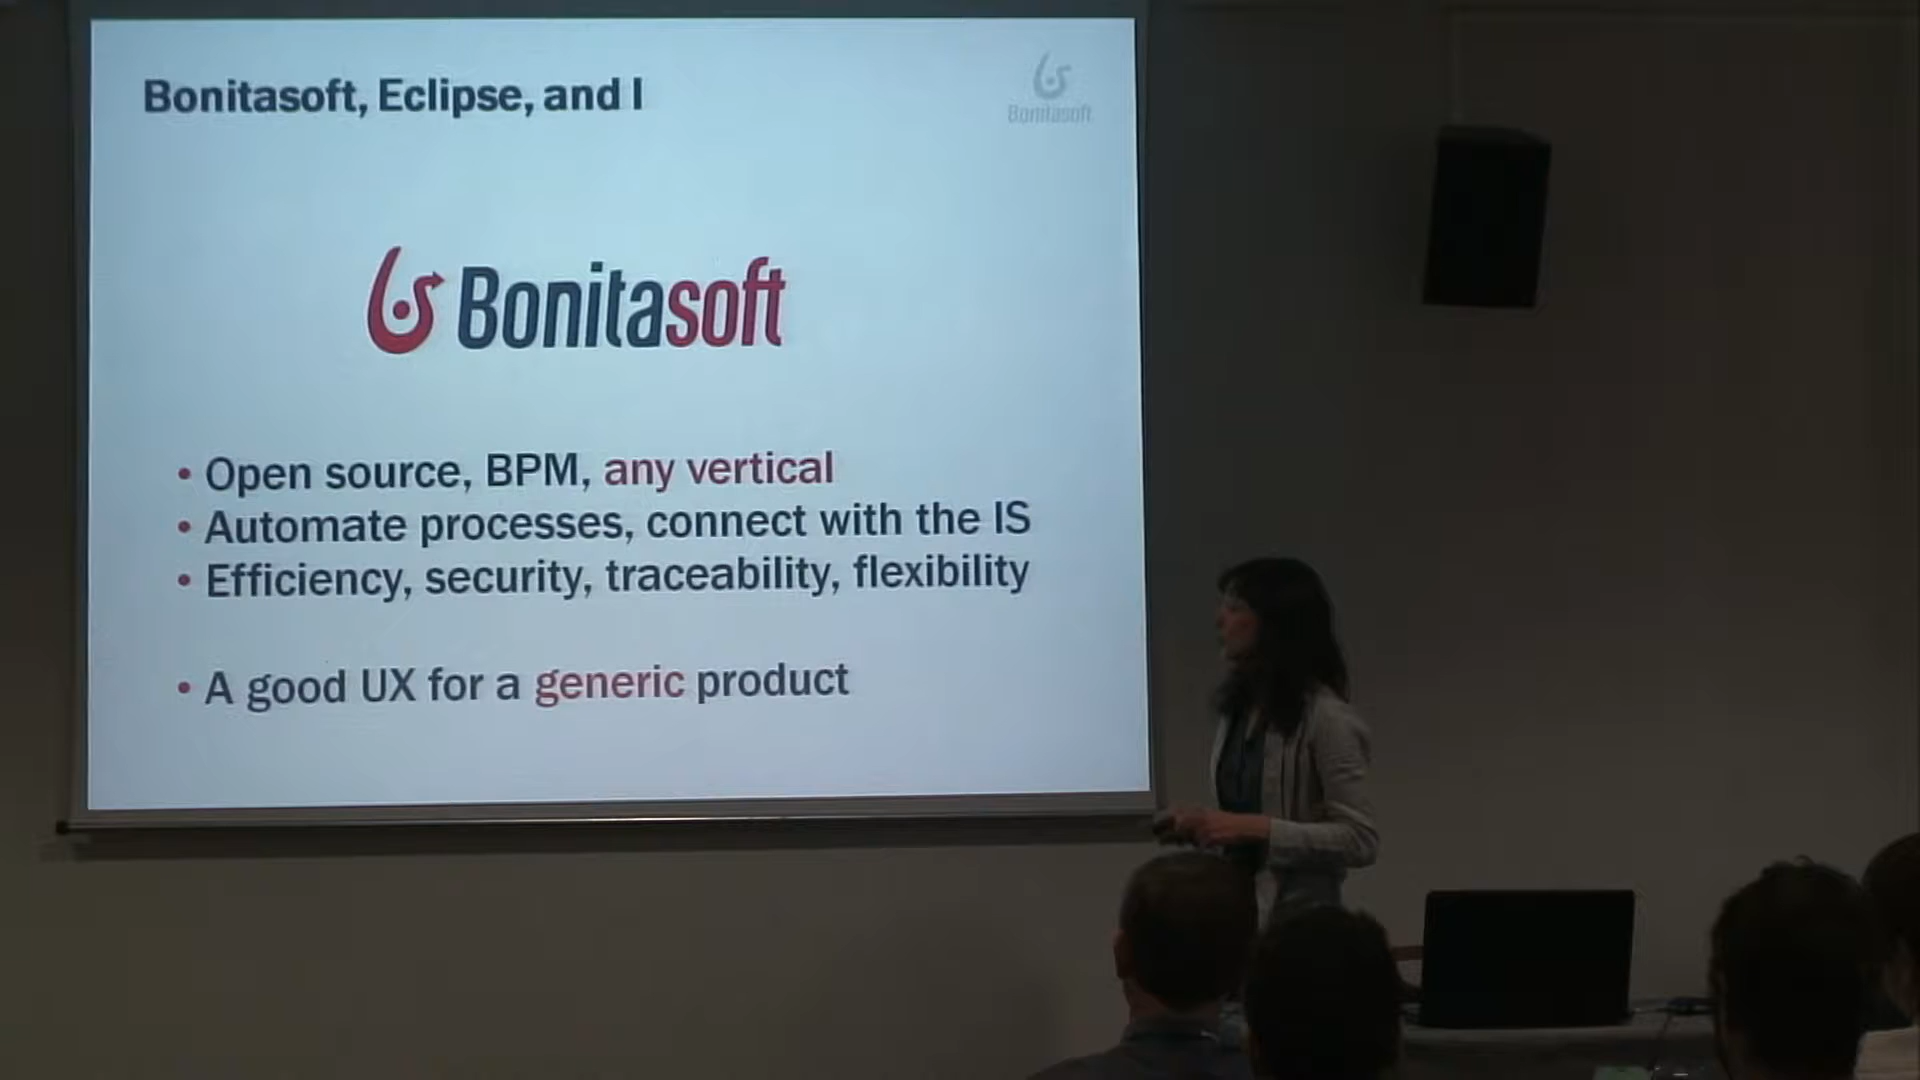 Bonitasoft, Eclipse, and I
Bonitasoft
Bonitasoft
• Open source, BPM, any vertical
• Automate processes, connect with the IS
• Efficiency, security, traceability, flexibility
• A good UX for a generic product